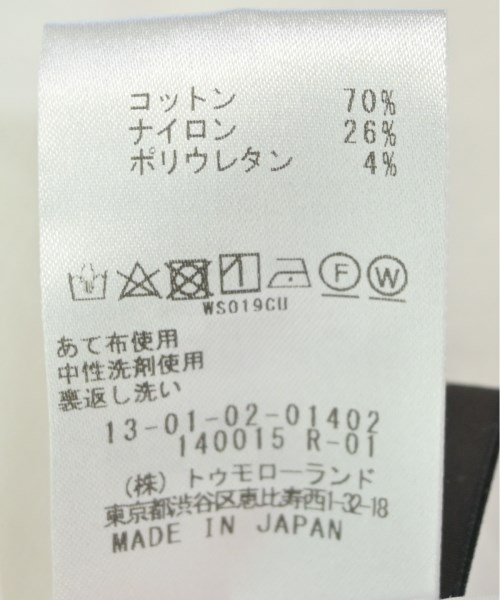 コットン 70%
ナイロン 26%
ポリウレタン 4%
F W
WS019CU
あて布使用
中性洗剤使用
裏返し洗い
13-01-02-01402
140015 R-01
(株) トゥモローランド
東京都渋谷区恵比寿西1-32-18
MADE IN JAPAN